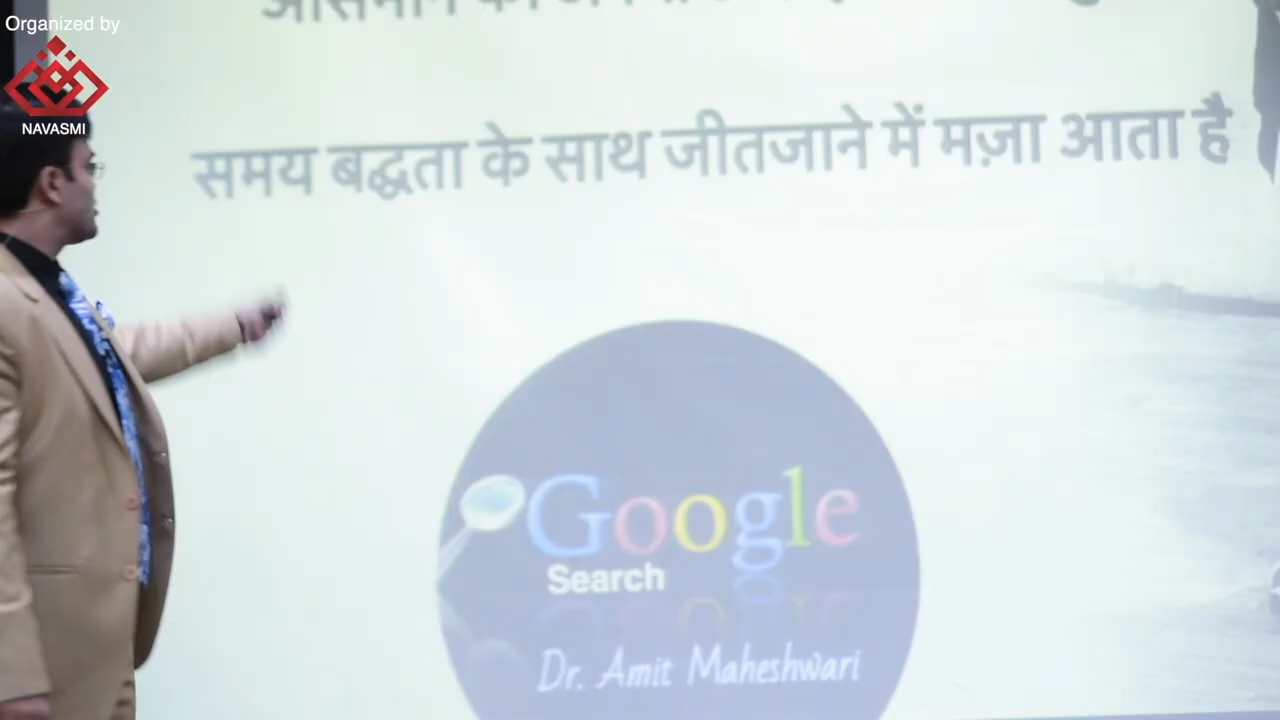 Organized by
NAVASMI
समय बद्धता के साथ जीतजाने में मज़ा आता है
Google
Search
Dr. Amit Maheshwari